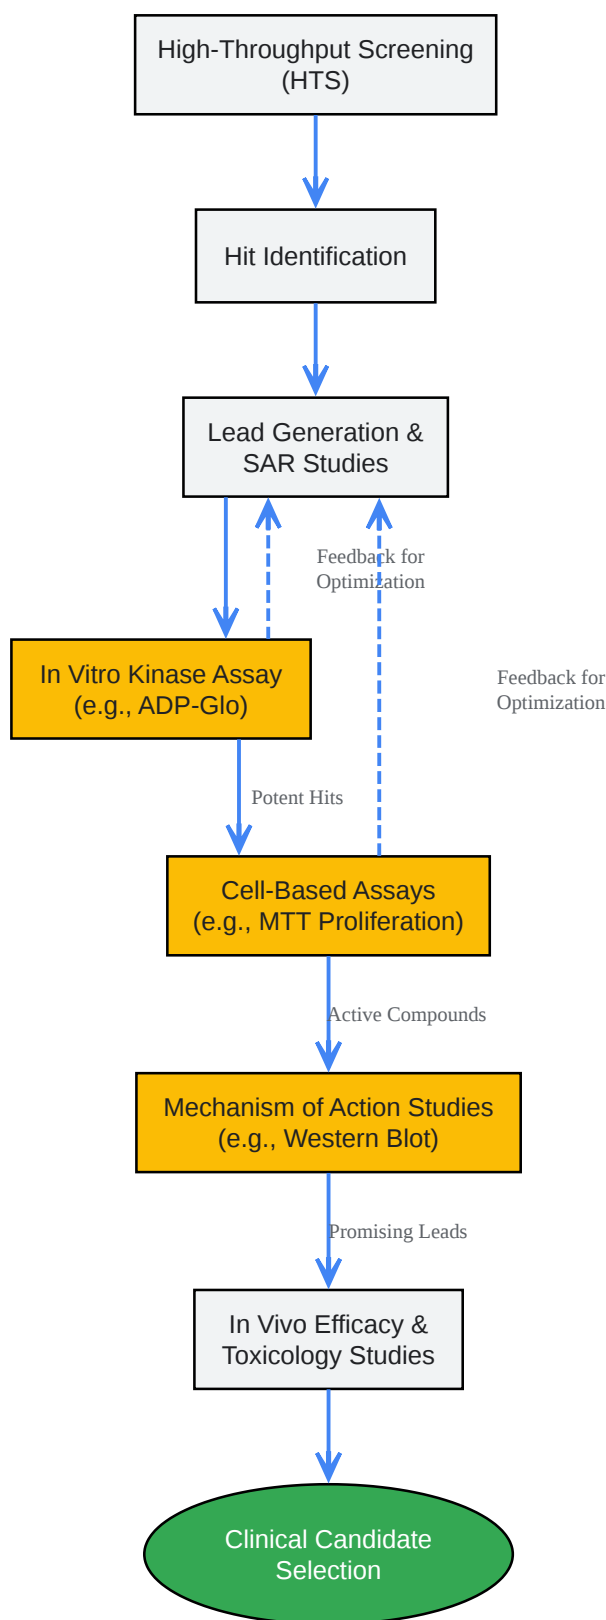 High-Throughput Screening
(HTS)
Hit Identification
Lead Generation &
SAR Studies
Feedback for
Optimization
In Vitro Kinase Assay
(e.g., ADP-Glo)
Feedback for
Optimization
Potent Hits
Cell-Based Assays
(e.g., MTT Proliferation)
Active Compounds
Mechanism of Action Studies
(e.g., Western Blot)
Promising Leads
In Vivo Efficacy &
Toxicology Studies
Clinical Candidate
Selection